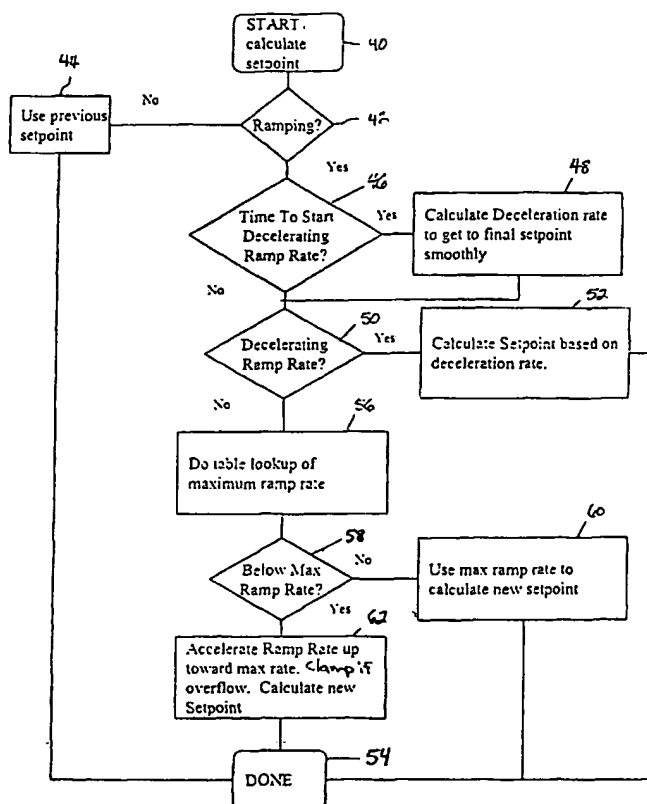 START.
calculate
setpoint
40
44
No
Use previous
setpoint
Ramping?
42
Yes
46
48
Time To Start
Decelerating
Ramp Rate?
Yes
Calculate Deceleration rate
to get to final setpoint
smoothly
No
50
52
Decelerating
Ramp Rate?
Yes
Calculate Setpoint based on
deceleration rate.
No
56
Do table lookup of
maximum ramp rate
58
60
Below Max
Ramp Rate?
No
Use max ramp rate to
calculate new setpoint
Yes
62
Accelerate Ramp Rate up
toward max rate. Clamp if
overflow. Calculate new
Setpoint
54
DONE